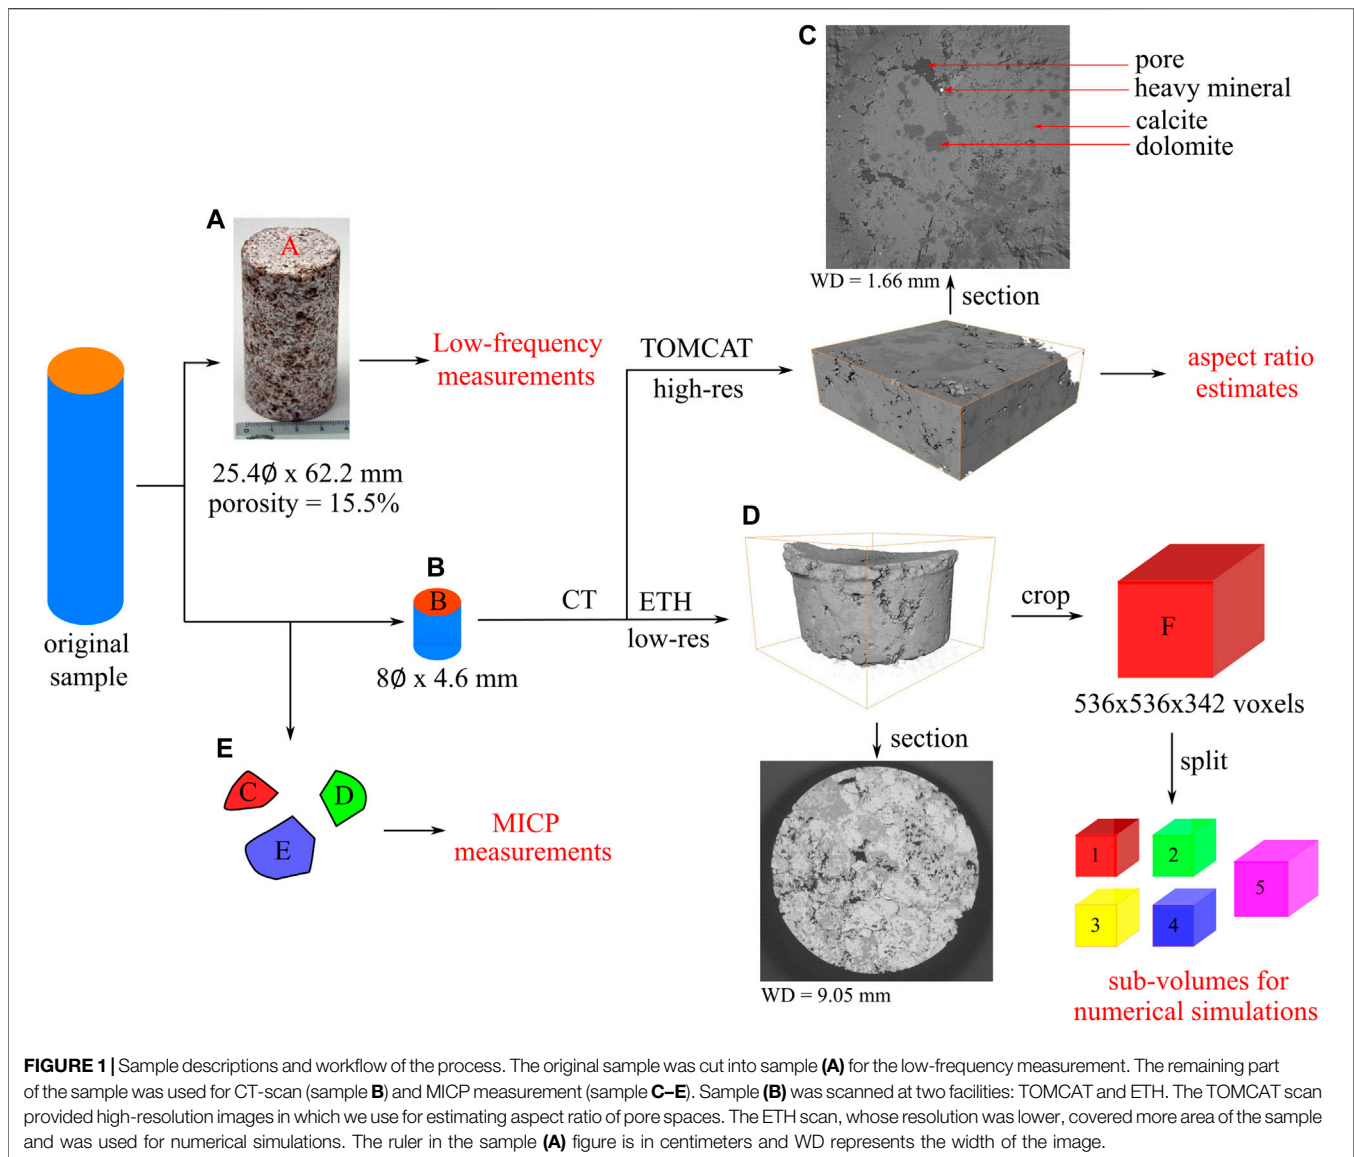 C
pore
heavy mineral
calcite
dolomite
WD = 1.66 mm
section
A
A
0 1 2 3 4
25.4Ø x 62.2 mm
porosity = 15.5%
Low-frequency
measurements
TOMCAT
high-res
aspect ratio
estimates
original
sample
B
B
8Ø x 4.6 mm
CT
ETH
low-res
D
crop
F
536x536x342 voxels
section
WD = 9.05 mm
split
1
2
3
4
5
sub-volumes for
numerical simulations
E
C
D
E
MICP
measurements
FIGURE 1 | Sample descriptions and workflow of the process. The original sample was cut into sample (A) for the low-frequency measurement. The remaining part
of the sample was used for CT-scan (sample B) and MICP measurement (sample C–E). Sample (B) was scanned at two facilities: TOMCAT and ETH. The TOMCAT scan
provided high-resolution images in which we use for estimating aspect ratio of pore spaces. The ETH scan, whose resolution was lower, covered more area of the sample
and was used for numerical simulations. The ruler in the sample (A) figure is in centimeters and WD represents the width of the image.